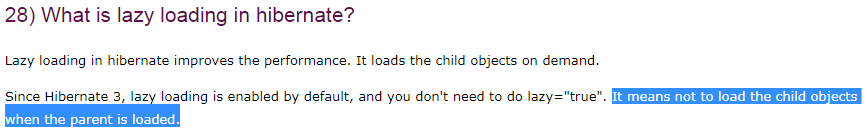 28) What is lazy loading in hibernate?
Lazy loading in hibernate improves the performance. It loads the child objects on demand.
Since Hibernate 3, lazy loading is enabled by default, and you don't need to do lazy="true". It means not to load the child objects
when the parent is loaded.